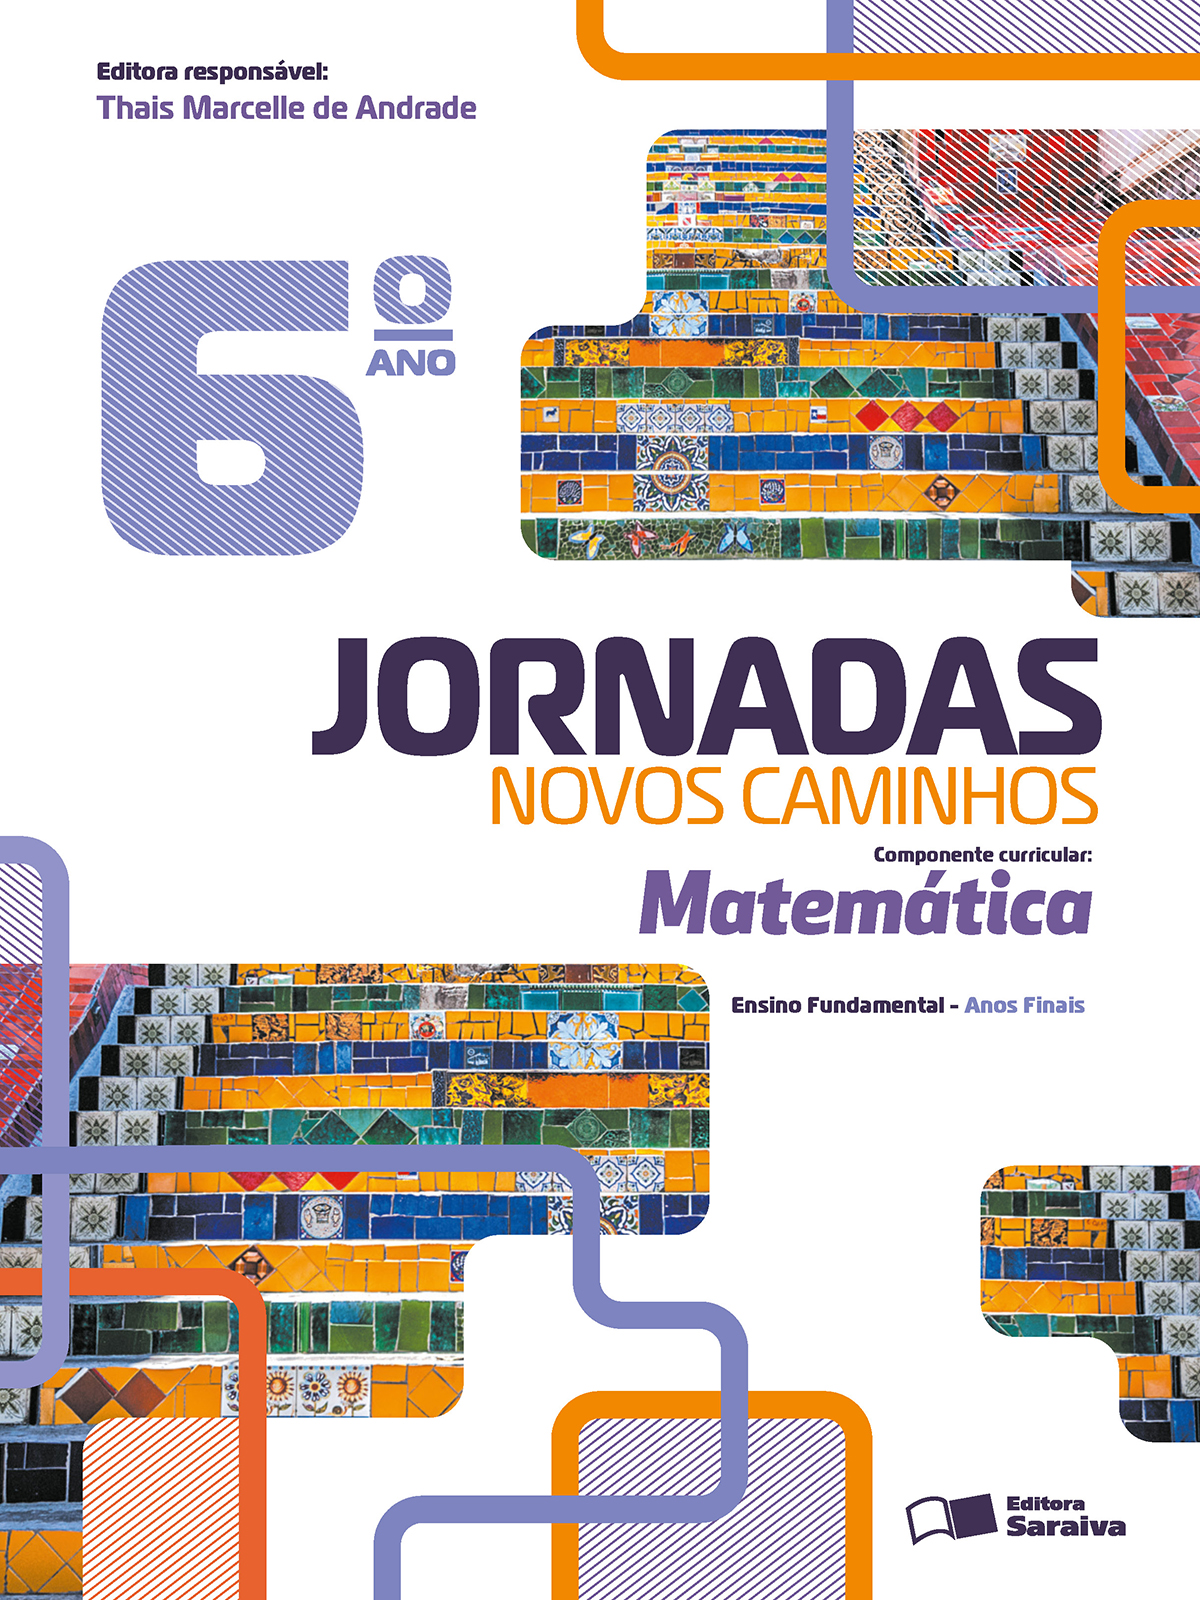 Editora responsável:
Thais Marcelle de Andrade
6º
ANO
JORNADAS
NOVOS CAMINHOS
Componente curricular:
Matemática
Ensino Fundamental - Anos Finais
Editora
Saraiva